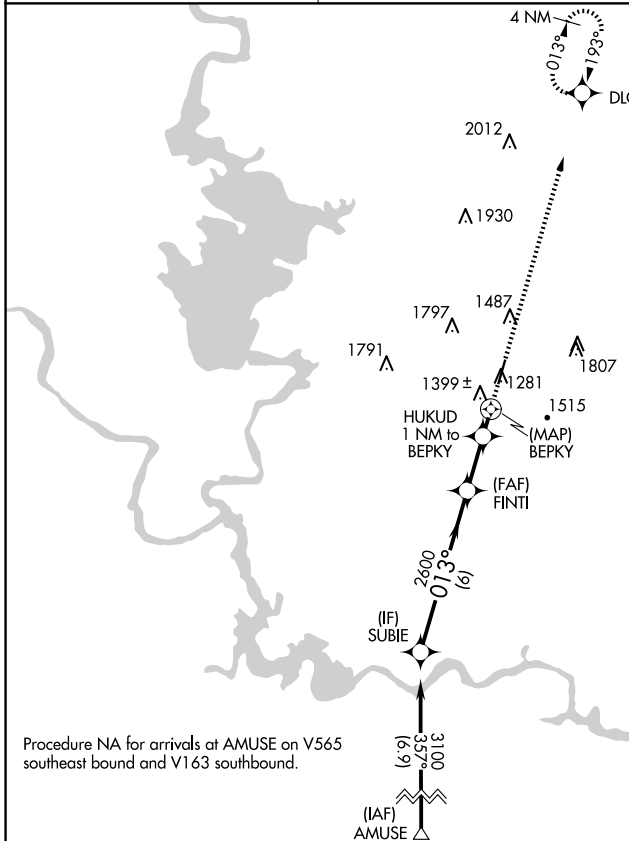 4 NM
013°
193°
2012
1930
1797
1487
1791
1807
1399 ±
1281
1515
HUKUD
1 NM to
BEPKY
(MAP)
BEPKY
(FAF)
FINTI
2600
013°
(6)
(IF)
SUBIE
3100
357°
(6.9)
Procedure NA for arrivals at AMUSE on V565
southeast bound and V163 southbound.
(IAF)
AMUSE